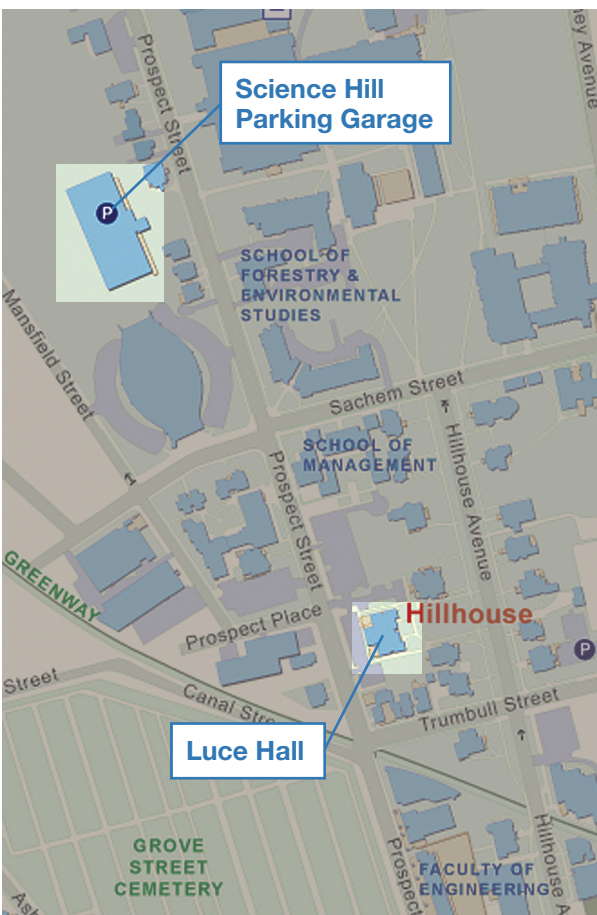 Prospect Street
ney Avenue
Science Hill
Parking Garage
P
SCHOOL OF
FORESTRY &
ENVIRONMENTAL
STUDIES
Mansfield Street
Sachem Street
SCHOOL OF
MANAGEMENT
Hillhouse Avenue
Prospect Street
GREENWAY
Hillhouse
Prospect Place
P
Street
Canal Stre
Trumbull Street
Luce Hall
GROVE
STREET
CEMETERY
FACULTY OF
ENGINEERING
Prospect
Hillhouse A
Ash